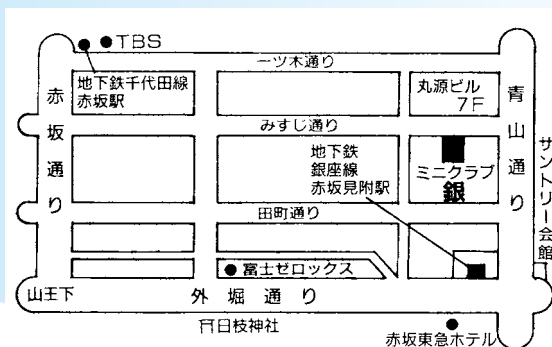 TBS
一ツ木通り
地下鉄千代田線
赤坂駅
丸源ビル
7F
赤坂通り
青山通り
みすじ通り
地下鉄
銀座線
赤坂見附駅
ミニクラブ
銀
サントリー会館
田町通り
富士ゼロックス
山王下
外堀通り
日枝神社
赤坂東急ホテル